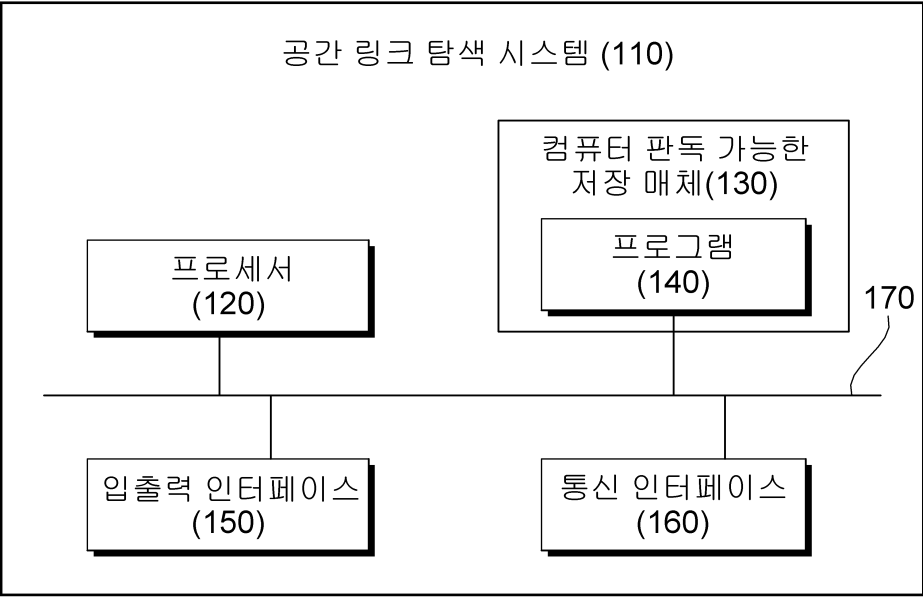 공간 링크 탐색 시스템 (110)
컴퓨터 판독 가능한
저장 매체(130)
프로그램
(140)
프로세서
(120)
170
입출력 인터페이스
(150)
통신 인터페이스
(160)